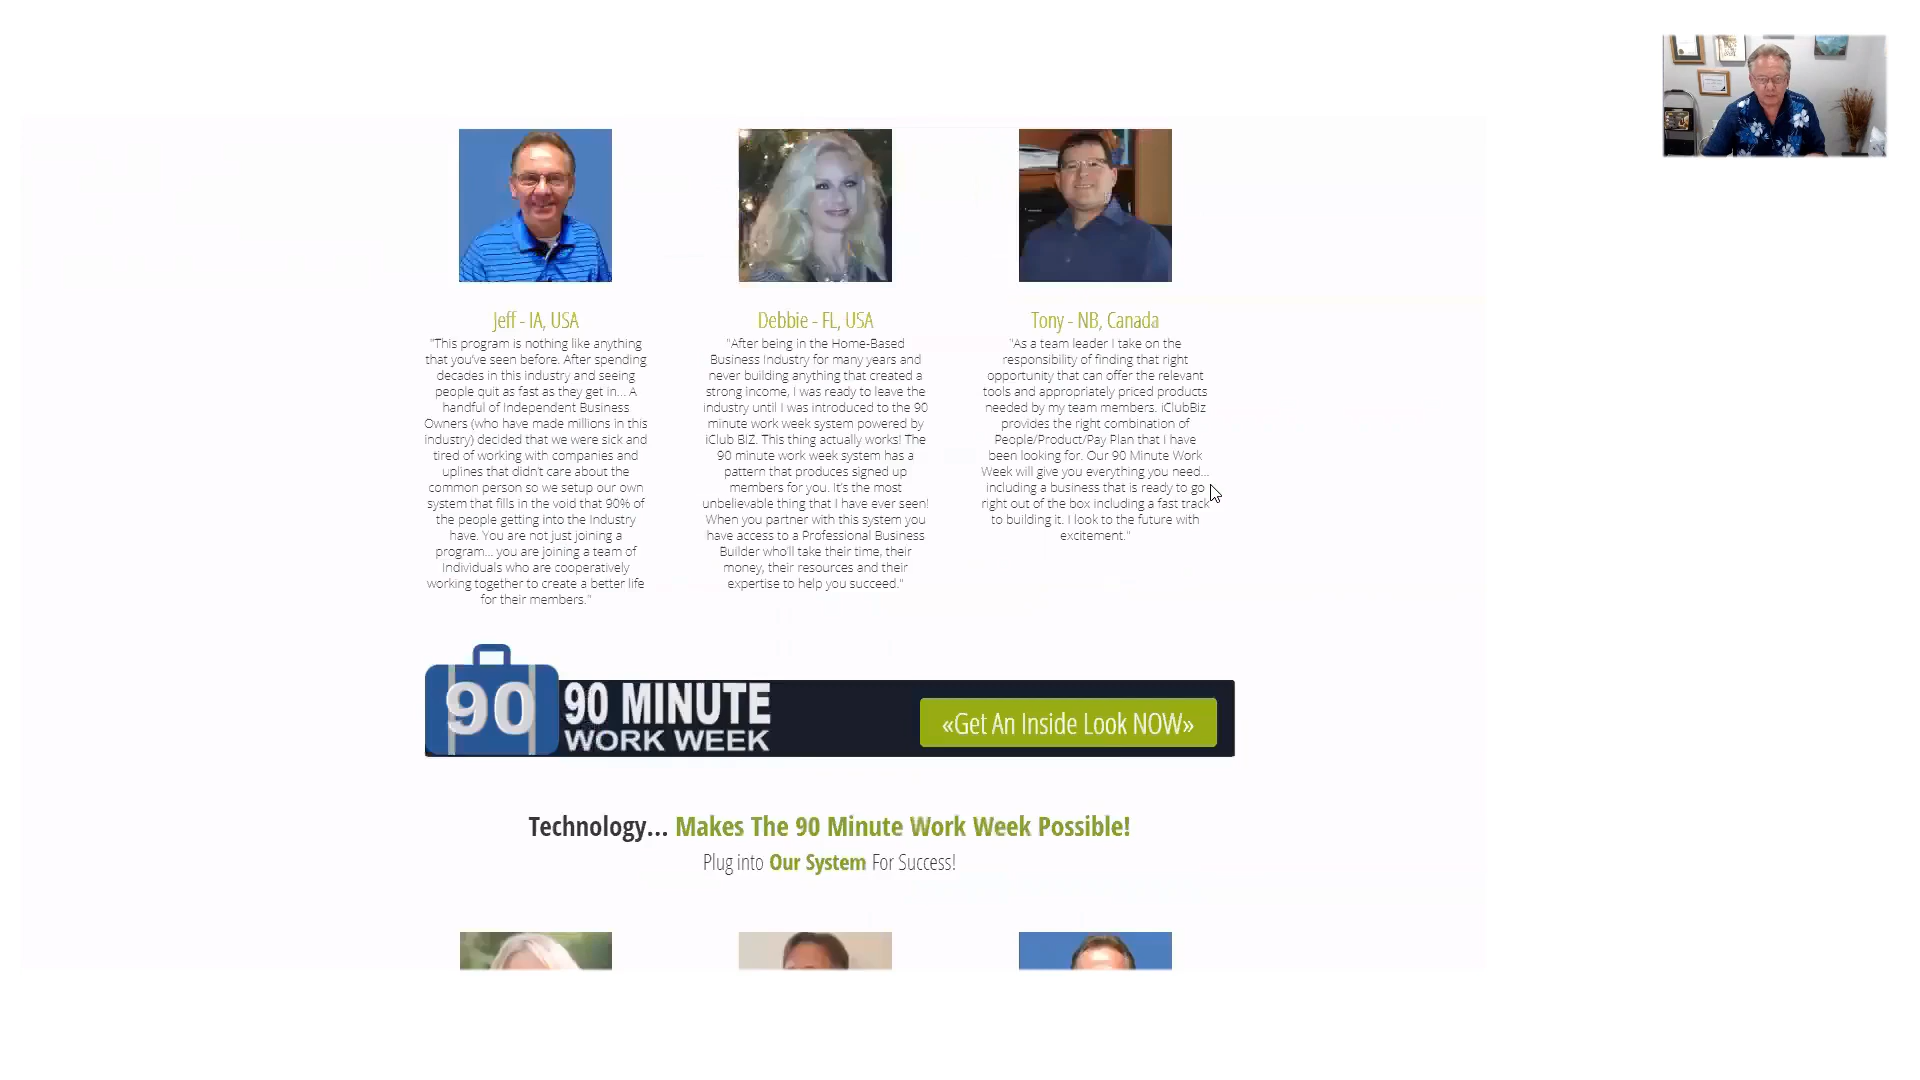 Jeff - IA, USA
"This program is nothing like anything
that you've seen before. After spending
decades in this industry and seeing
people quit as fast as they get in... A
handful of Independent Business
Owners (who have made millions in this
industry) decided that we were sick and
tired of working with companies and
uplines that didn't care about the
common person so we setup our own
system that fills in the void that 90% of
the people getting into the Industry
have. You are not just joining a
program... you are joining a team of
Individuals who are cooperatively
working together to create a better life
for their members."
Debbie - FL, USA
"After being in the Home-Based
Business Industry for many years and
never building anything that created a
strong income, I was ready to leave the
industry until I was introduced to the 90
minute work week system powered by
iClub BIZ. This thing actually works! The
90 minute work week system has a
pattern that produces signed up
members for you. It's the most
unbelievable thing that I have ever seen!
When you partner with this system you
have access to a Professional Business
Builder who'll take their time, their
money, their resources and their
expertise to help you succeed."
Tony - NB, Canada
"As a team leader I take on the
responsibility of finding that right
opportunity that can offer the relevant
tools and appropriately priced products
needed by my team members. iClubBiz
provides the right combination of
People/Product/Pay Plan that I have
been looking for. Our 90 Minute Work
Week will give you everything you need...
including a business that is ready to go
right out of the box including a fast track
to building it. I look to the future with
excitement."
90
90 MINUTE
WORK WEEK
«Get An Inside Look NOW»
Technology... Makes The 90 Minute Work Week Possible!
Plug into Our System For Success!